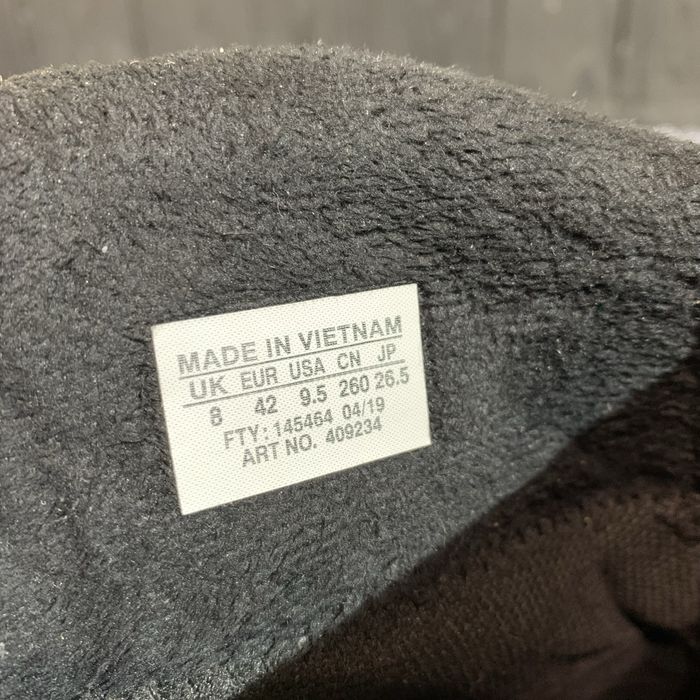 MADE IN VIETNAM
UK EUR USA CN JP
8 42 9.5 260 26.5
FTY: 145464 04/19
ART NO. 409234